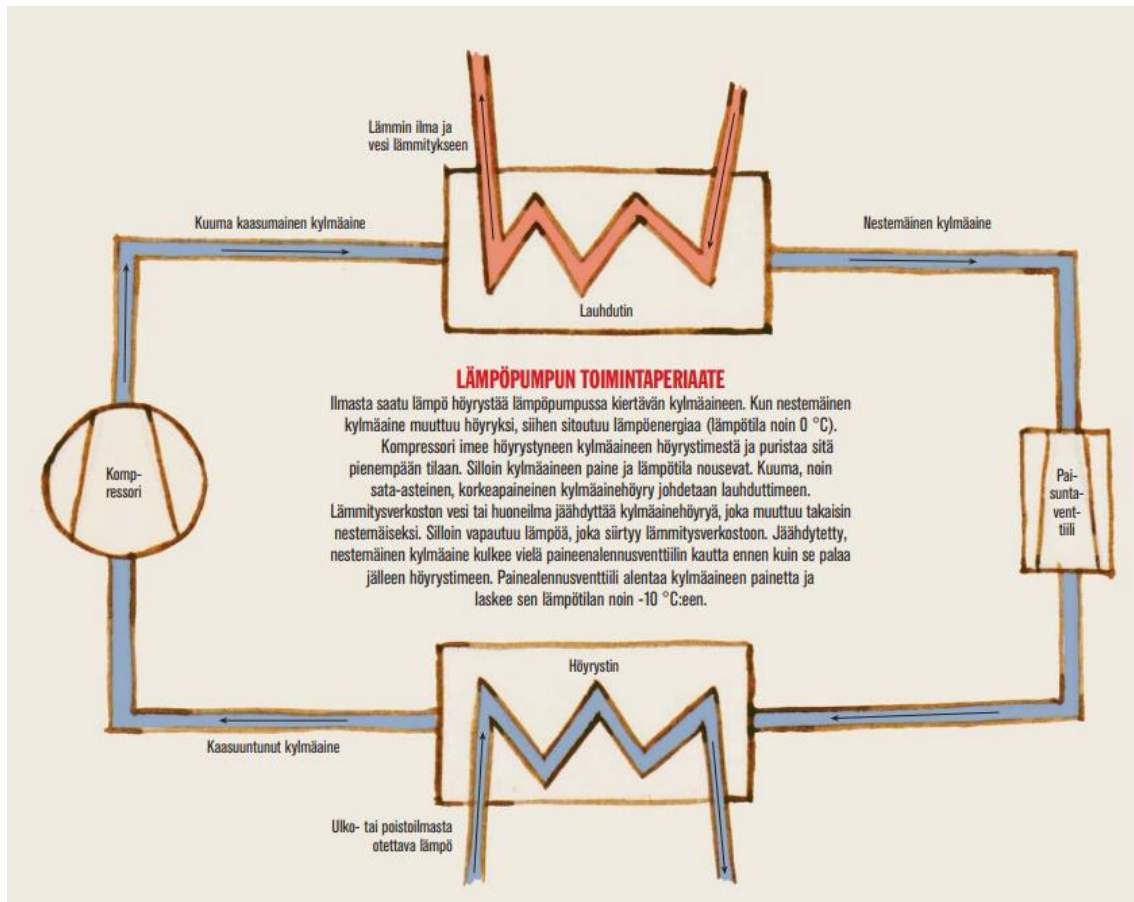 Lämmin ilma ja
vesi lämmitykseen
Kuuma kaasumainen kylmäaine
Nestemäinen kylmäaine
Lauhdutin
LÄMPÖPUMPUN TOIMINTAPERIAATE
Ilmasta saatu lämpö höyrystää lämpöpumpussa kiertävän kylmäaineen. Kun nestemäinen
kylmäaine muuttuu höyryksi, siihen sitoutuu lämpöenergiaa (lämpötila noin 0 °C).
Kompressori imee höyrystyneen kylmäaineen höyrystimestä ja puristaa sitä
pienempään tilaan. Silloin kylmäaineen paine ja lämpötila nousevat. Kuuma, noin
sata-asteinen, korkeapaineinen kylmäainehöyry johdetaan lauhduttimeen.
Lämmitysverkoston vesi tai huoneilma jäähdyttää kylmäainehöyryä, joka muuttuu takaisin
nestemäiseksi. Silloin vapautuu lämpöä, joka siirtyy lämmitysverkostoon. Jäähdytetty,
nestemäinen kylmäaine kulkee vielä paineenalennusventtiilin kautta ennen kuin se palaa
jälleen höyrystimeen. Painealennusventtiili alentaa kylmäaineen painetta ja
laskee sen lämpötilan noin -10 °C:een.
Komp-
ressori
Pai-
sunta-
vent-
tiili
Höyrystin
Kaasuuntunut kylmäaine
Ulko- tai poistoilmasta
otettava lämpö